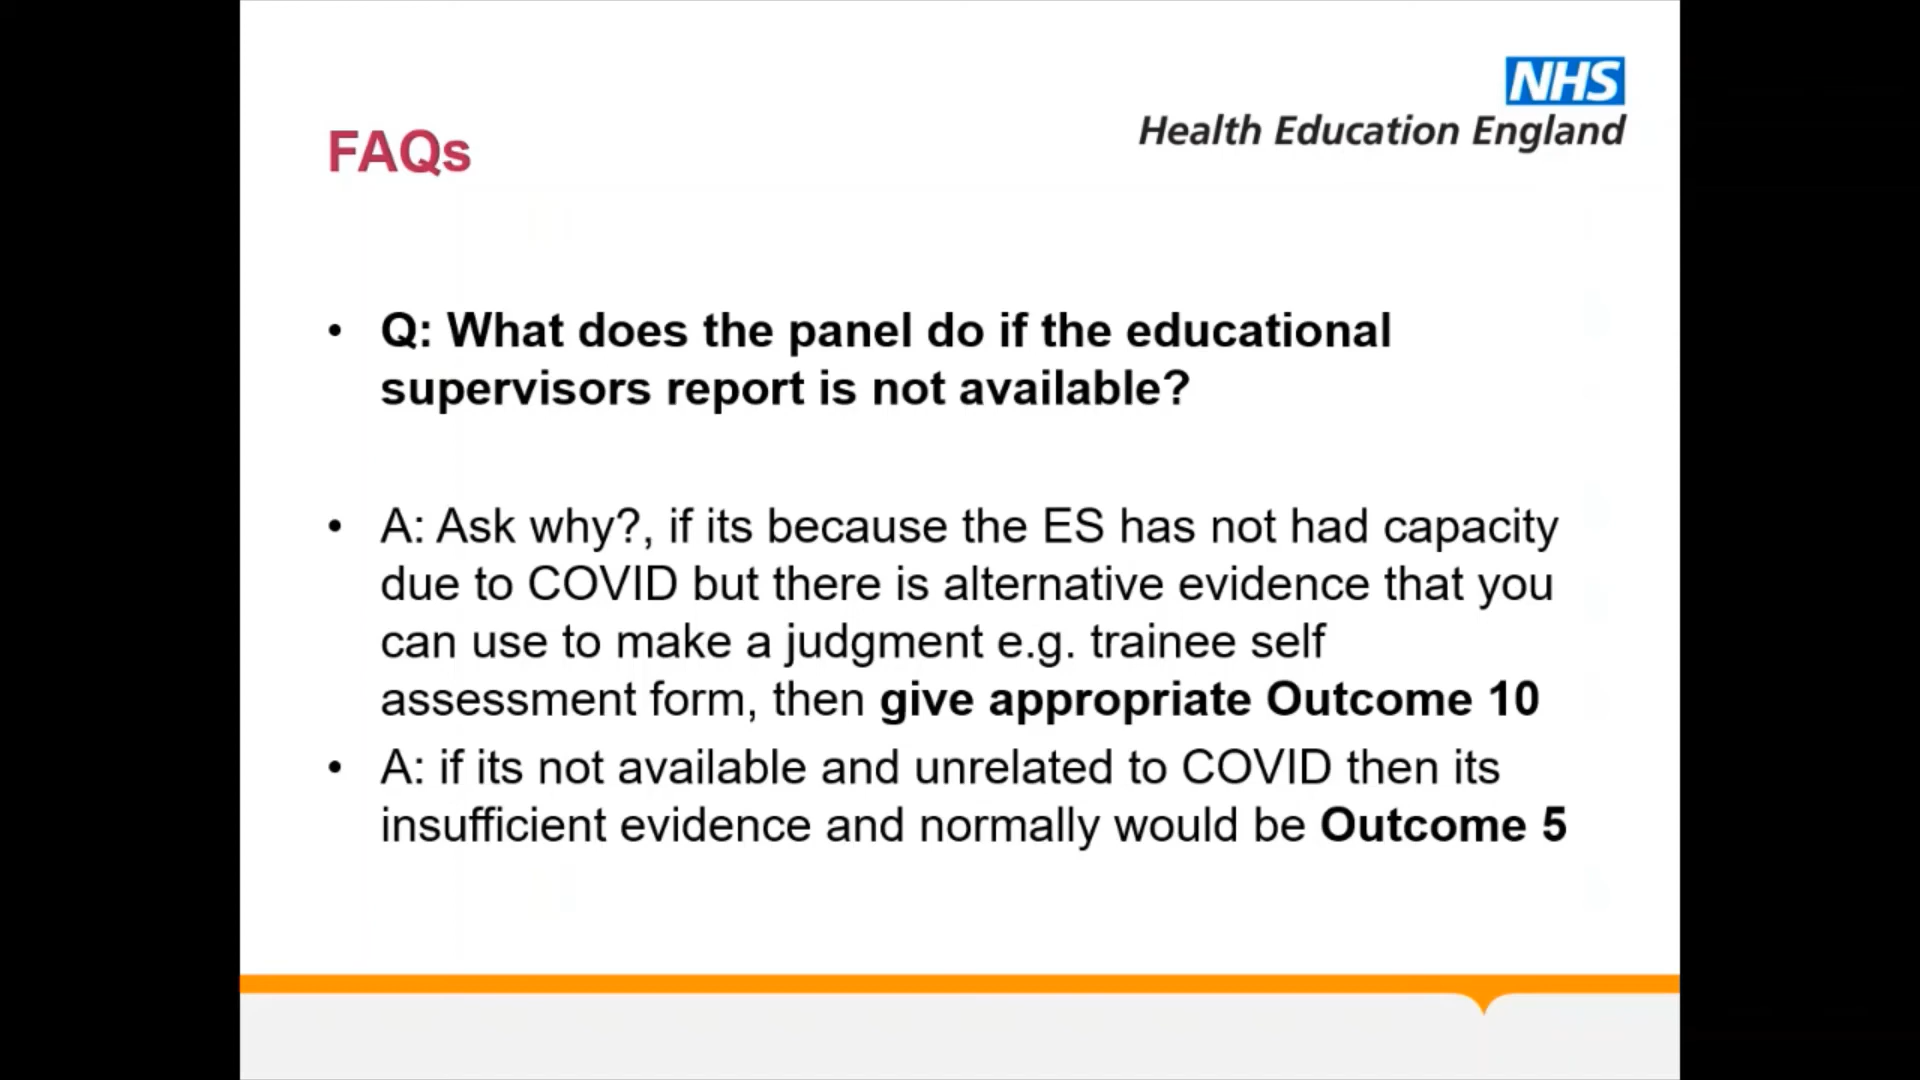 NHS
Health Education England
FAQs
• Q: What does the panel do if the educational
supervisors report is not available?
• A: Ask why?, if its because the ES has not had capacity
due to COVID but there is alternative evidence that you
can use to make a judgment e.g. trainee self
assessment form, then give appropriate Outcome 10
• A: if its not available and unrelated to COVID then its
insufficient evidence and normally would be Outcome 5